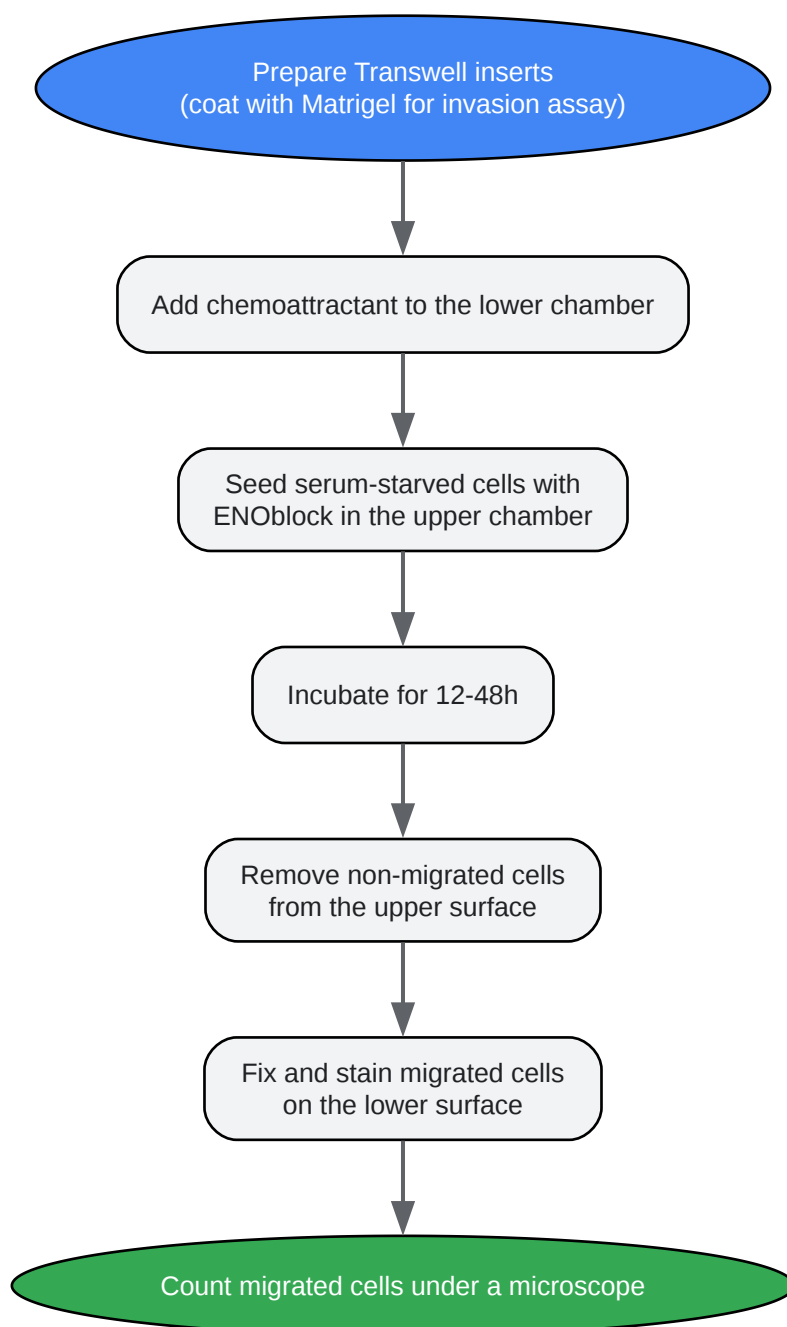 Prepare Transwell inserts
(coat with Matrigel for invasion assay)
Add chemoattractant to the lower chamber
Seed serum-starved cells with
ENOblock in the upper chamber
Incubate for 12-48h
Remove non-migrated cells
from the upper surface
Fix and stain migrated cells
on the lower surface
Count migrated cells under a microscope